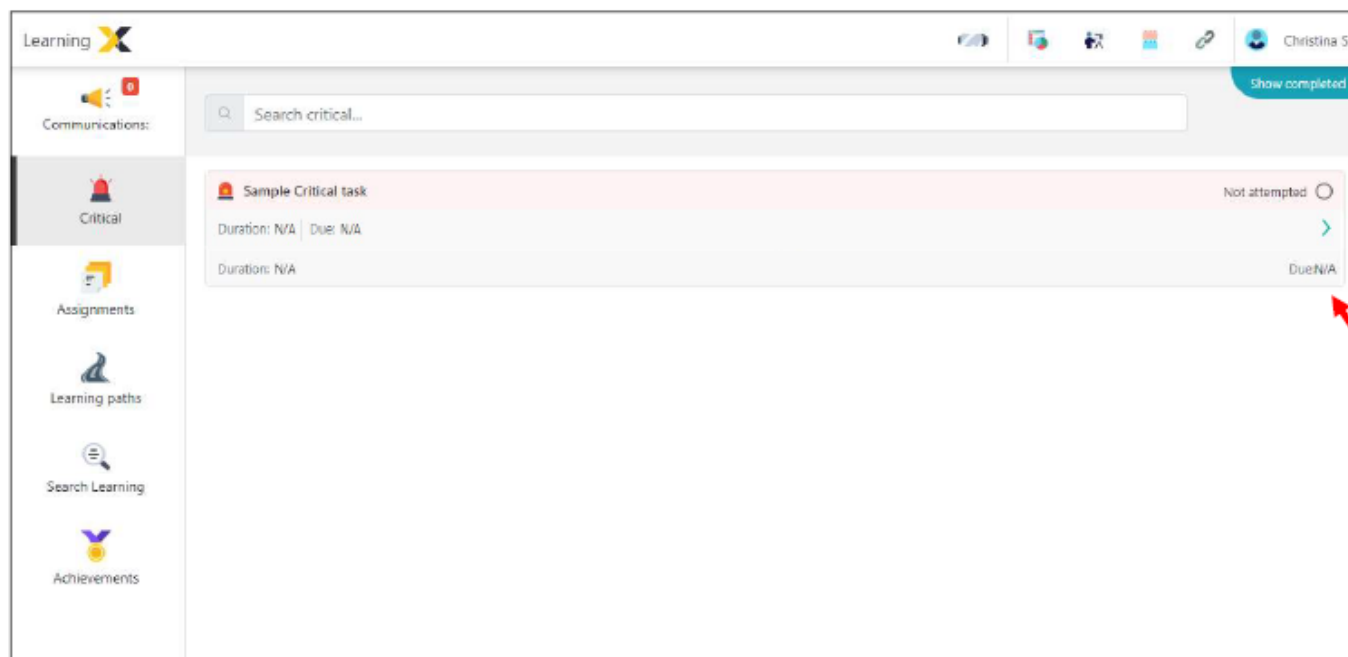 Learning X
Christina S
Show completed
0
Communications:
Search critical...
Critical
Sample Critical task
Not attempted
Duration: N/A Due: N/A
Duration: N/A
Due:N/A
Assignments
Learning paths
Search Learning
Achievements